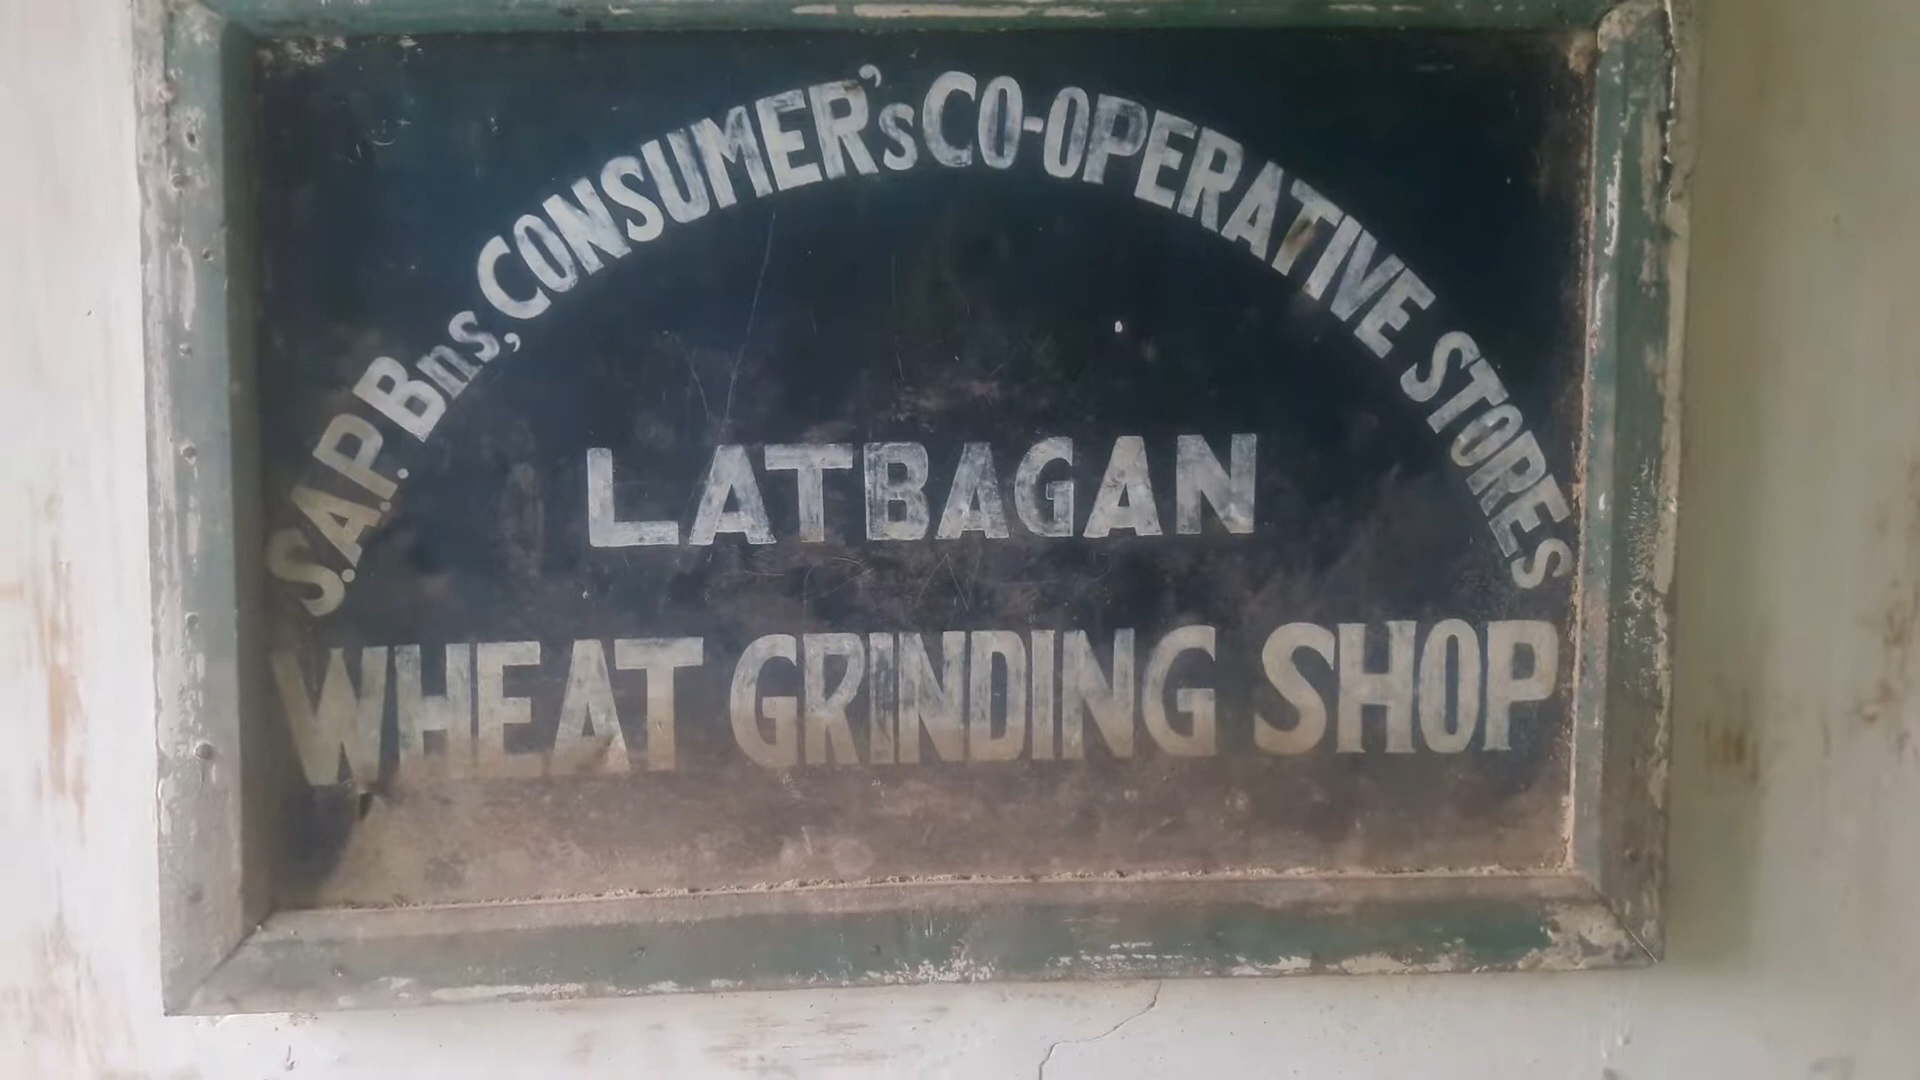 S.A.P. Bns, CONSUMER's CO-OPERATIVE STORES
LATBAGAN
WHEAT GRINDING SHOP